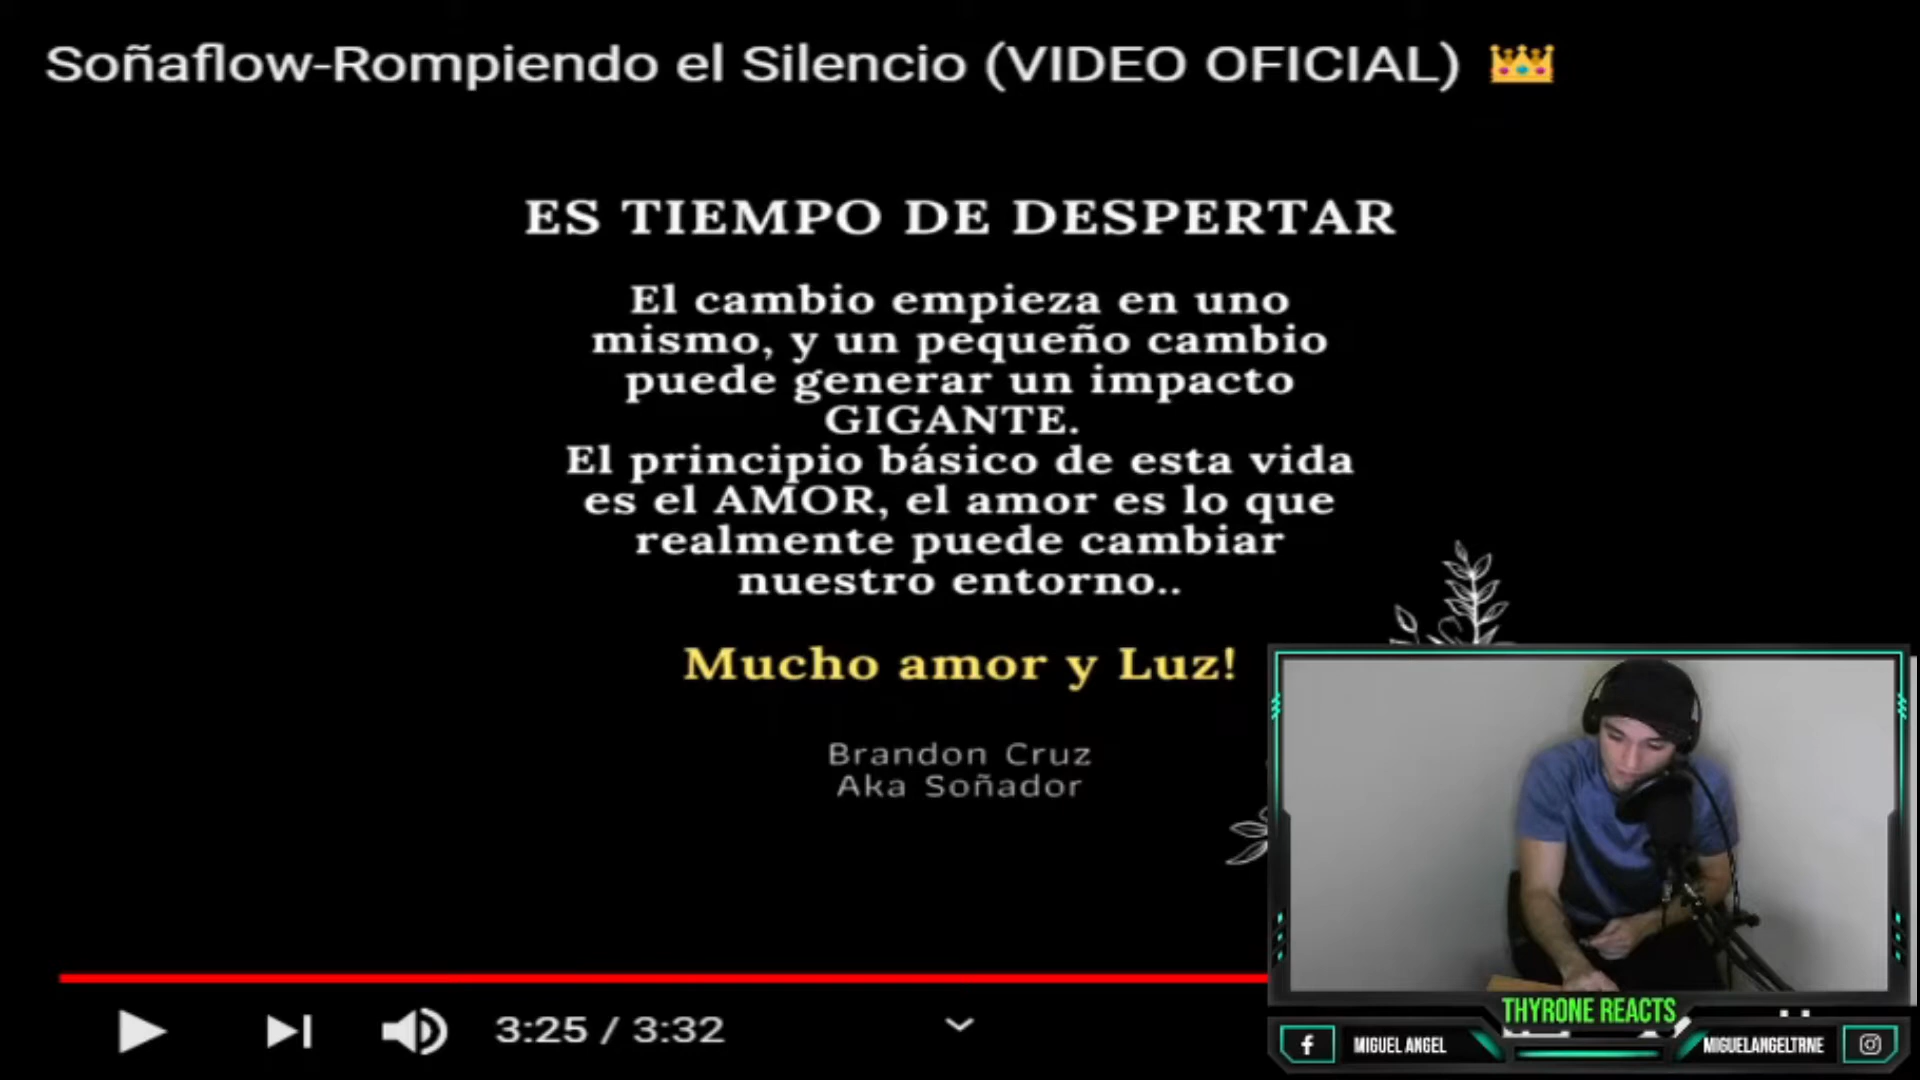 Soñaflow-Rompiendo el Silencio (VIDEO OFICIAL) 👑
ES TIEMPO DE DESPERTAR
El cambio empieza en uno
mismo, y un pequeño cambio
puede generar un impacto
GIGANTE.
El principio básico de esta vida
es el AMOR, el amor es lo que
realmente puede cambiar
nuestro entorno..
Mucho amor y Luz!
Brandon Cruz
Aka Soñador
3:25 / 3:32
THYRONE REACTS
MIGUEL ANGEL
MIGUELANGELTRNE